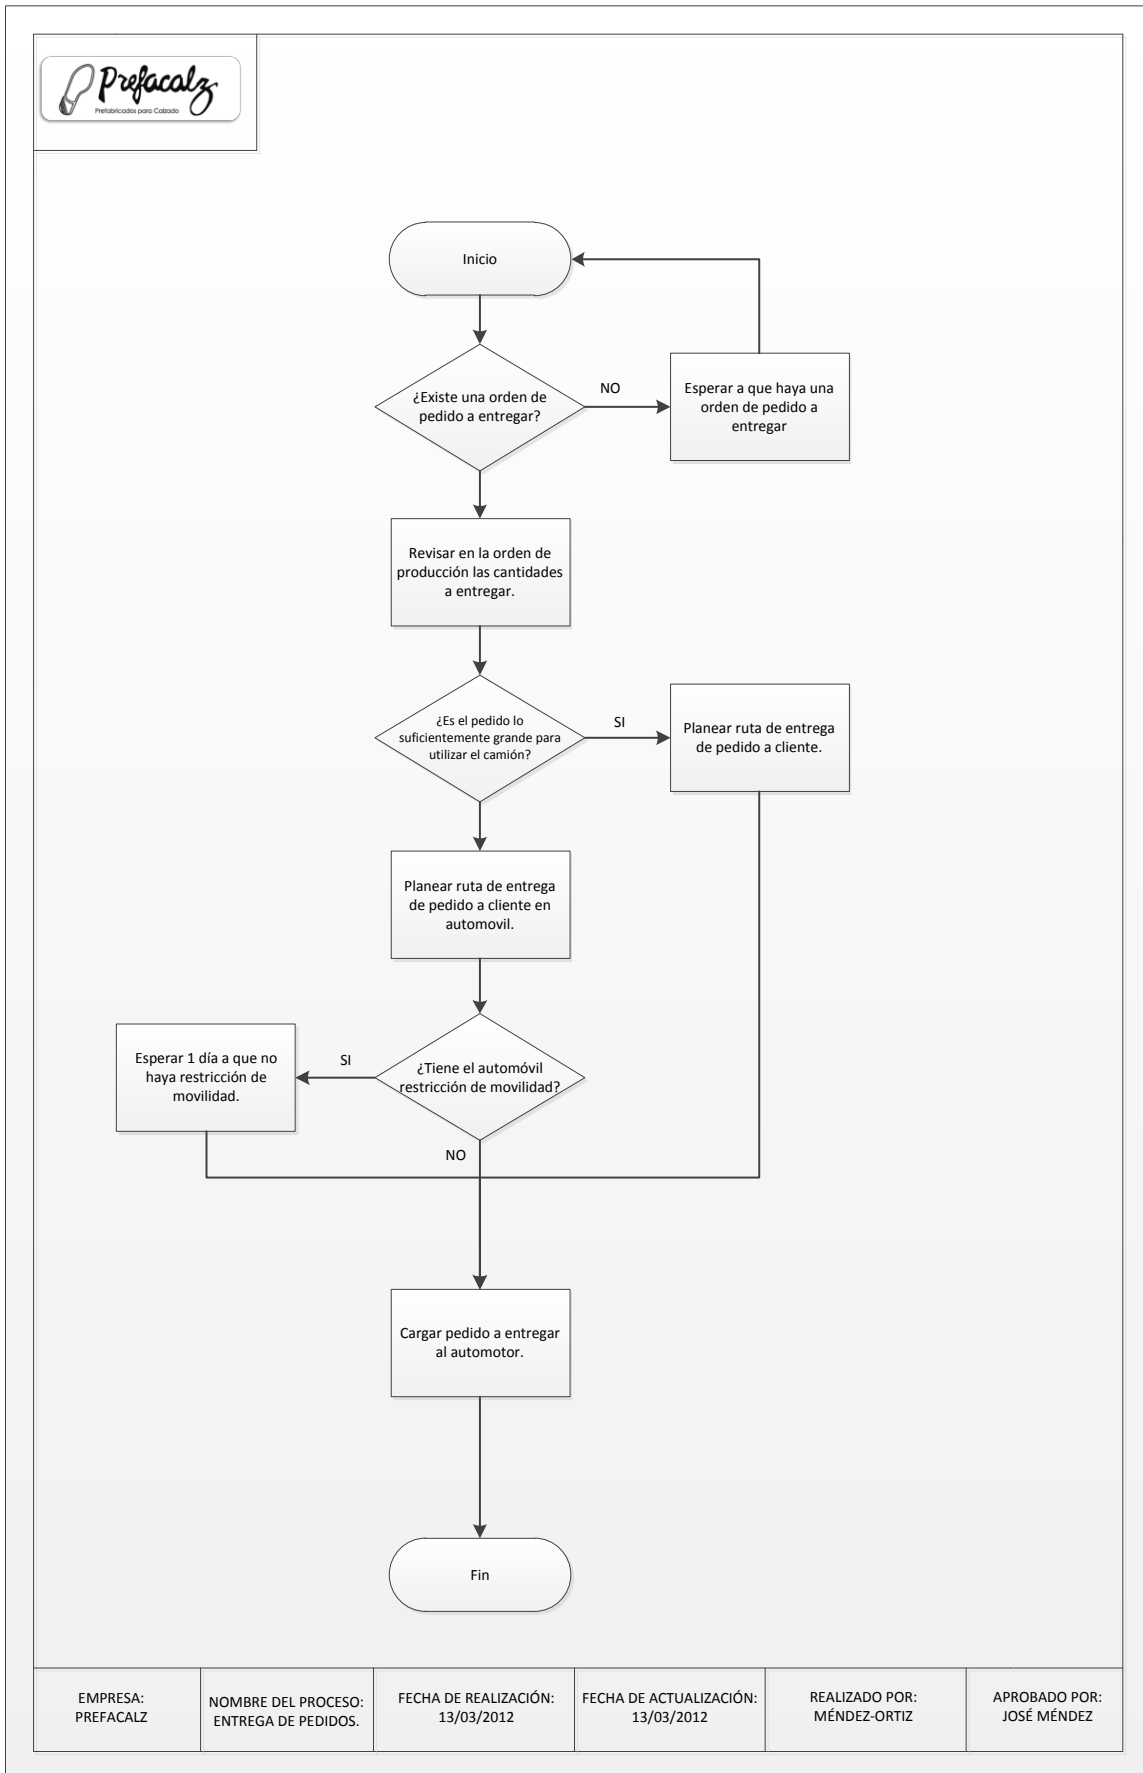 Prefacalz
Prefabricados para Calzado
Inicio
¿Existe una orden de
pedido a entregar?
NO
Esperar a que haya una
orden de pedido a
entregar
Revisar en la orden de
producción las cantidades
a entregar.
¿Es el pedido lo
suficientemente grande para
utilizar el camión?
SI
Planear ruta de entrega
de pedido a cliente.
Planear ruta de entrega
de pedido a cliente en
automovil.
¿Tiene el automóvil
restricción de movilidad?
SI
Esperar 1 día a que no
haya restricción de
movilidad.
NO
Cargar pedido a entregar
al automotor.
Fin
EMPRESA:
PREFACALZ
NOMBRE DEL PROCESO:
ENTREGA DE PEDIDOS.
FECHA DE REALIZACIÓN:
13/03/2012
FECHA DE ACTUALIZACIÓN:
13/03/2012
REALIZADO POR:
MÉNDEZ-ORTIZ
APROBADO POR:
JOSÉ MÉNDEZ